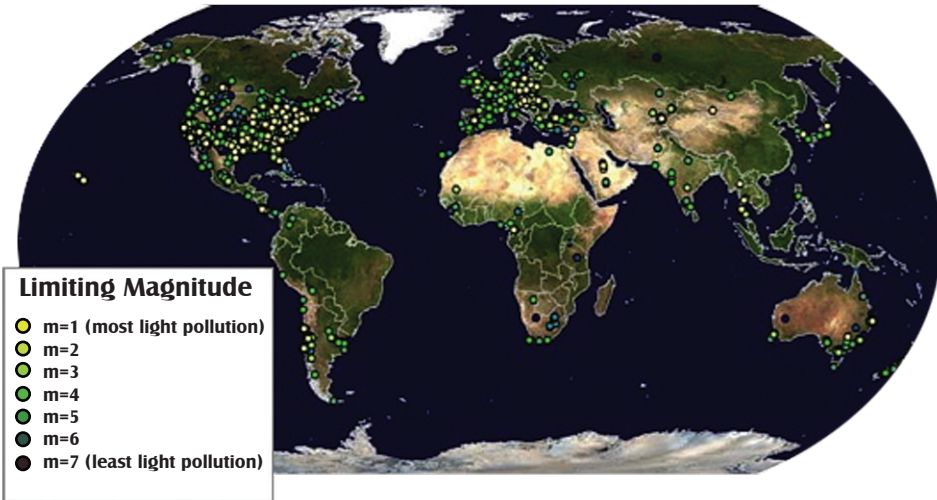 Limiting Magnitude
m=1 (most light pollution)
m=2
m=3
m=4
m=5
m=6
m=7 (least light pollution)